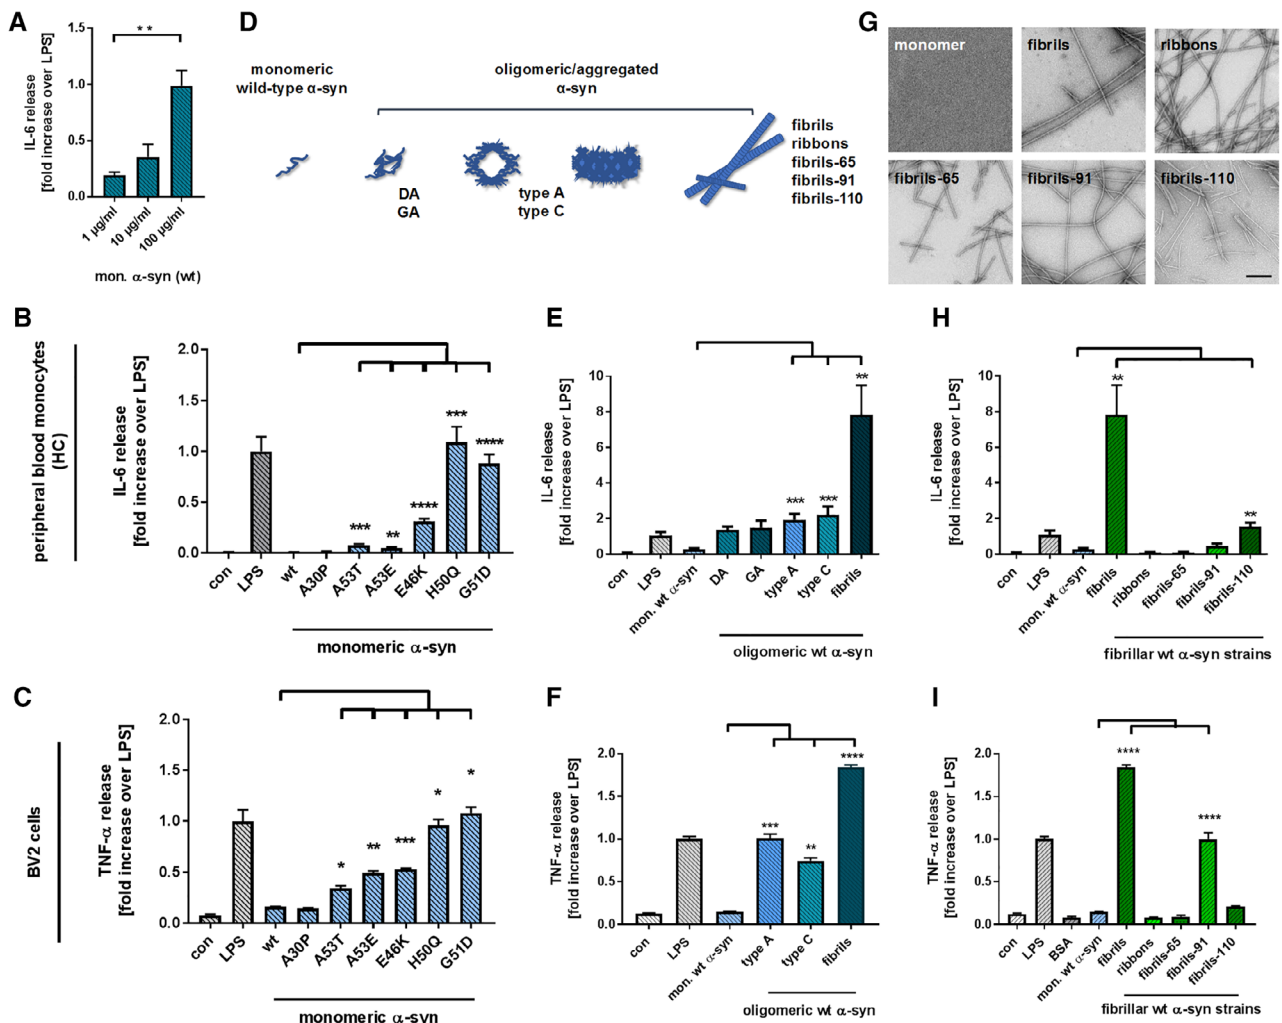 A
IL-6 release
[fold increase over LPS]
1.5
1.0
0.5
0.0
**
1 µg/ml
10 µg/ml
100 µg/ml
mon. α-syn (wt)
D
monomeric
wild-type α-syn
oligomeric/aggregated
α-syn
DA
GA
type A
type C
fibrils
ribbons
fibrils-65
fibrils-91
fibrils-110
G
monomer
fibrils
ribbons
fibrils-65
fibrils-91
fibrils-110
B
peripheral blood monocytes
(HC)
IL-6 release
[fold increase over LPS]
2.0
1.5
1.0
0.5
0.0
***
**
****
***
****
con
LPS
wt
A30P
A53T
A53E
E46K
H50Q
G51D
monomeric α-syn
E
IL-6 release
[fold increase over LPS]
10
8
6
4
2
0
***
***
**
con
LPS
mon. wt α-syn
DA
GA
type A
type C
fibrils
oligomeric wt α-syn
H
IL-6 release
[fold increase over LPS]
10
8
6
4
2
0
**
**
con
LPS
mon. wt α-syn
fibrils
ribbons
fibrils-65
fibrils-91
fibrils-110
fibrillar wt α-syn strains
C
BV2 cells
TNF-α release
[fold increase over LPS]
2.0
1.5
1.0
0.5
0.0
*
**
***
*
*
con
LPS
wt
A30P
A53T
A53E
E46K
H50Q
G51D
monomeric α-syn
F
TNF-α release
[fold increase over LPS]
2.0
1.5
1.0
0.5
0.0
***
**
****
con
LPS
mon. wt α-syn
type A
type C
fibrils
oligomeric wt α-syn
I
TNF-α release
[fold increase over LPS]
2.0
1.5
1.0
0.5
0.0
****
****
con
LPS
BSA
mon. wt α-syn
fibrils
ribbons
fibrils-65
fibrils-91
fibrils-110
fibrillar wt α-syn strains